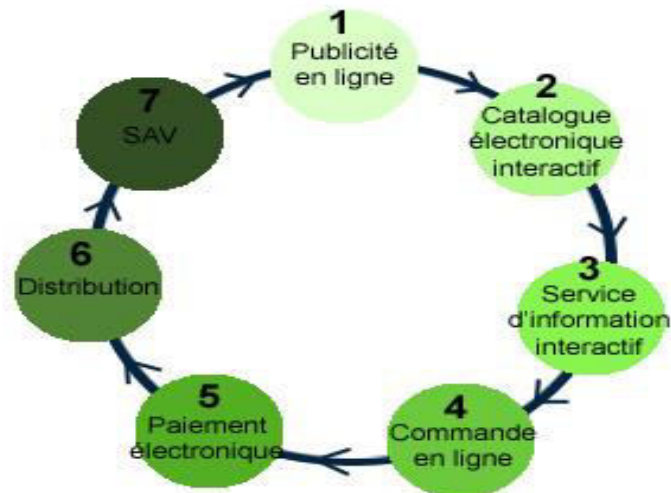 1
Publicité
en ligne
2
Catalogue
électronique
interactif
3
Service
d'information
interactif
4
Commande
en ligne
5
Paiement
électronique
6
Distribution
7
SAV